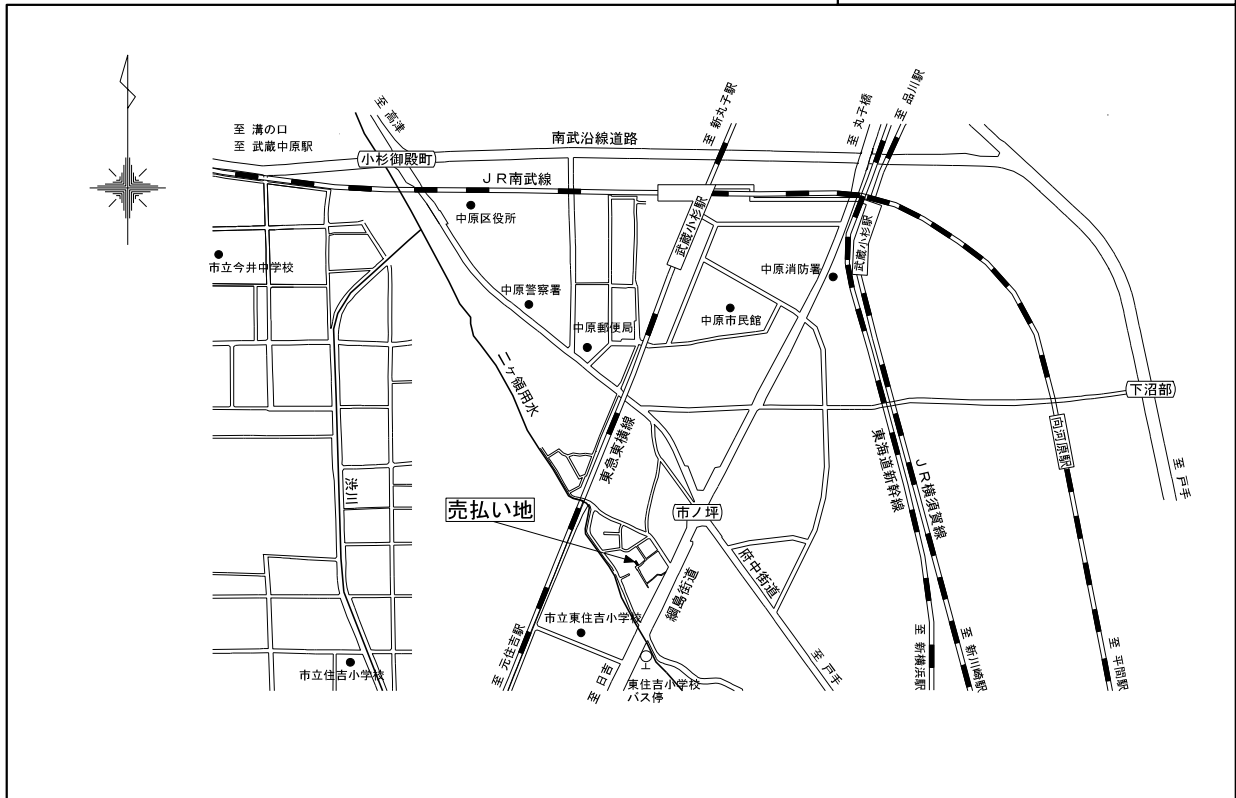 至 高津
至 新丸子駅
至 丸子橋
至 品川駅
至 溝の口
至 武蔵中原駅
南武沿線道路
小杉御殿町
ＪＲ南武線
中原区役所
武蔵小杉駅
武蔵小杉駅
市立今井中学校
中原消防署
中原警察署
中原市民館
中原郵便局
二ケ領用水
下沼部
東急東横線
向河原駅
東海道新幹線
ＪＲ横須賀線
至 戸手
渋川
売払い地
市ノ坪
府中街道
綱島街道
市立東住吉小学校
市立住吉小学校
至 元住吉駅
至 日吉
東住吉小学校
バス停
至 戸手
至 新横浜駅
至 新川崎駅
至 平間駅